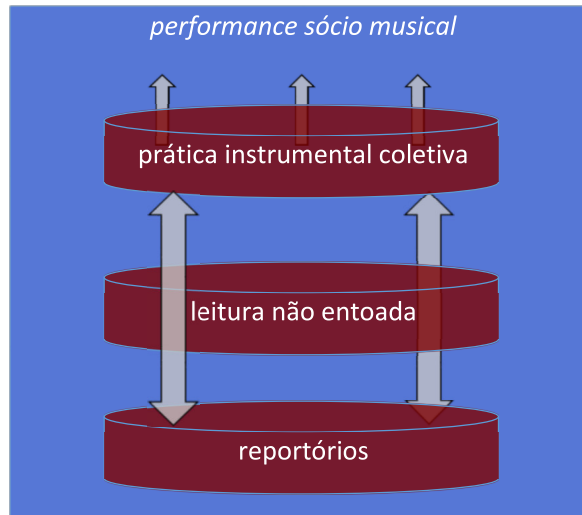 performance sócio musical
prática instrumental coletiva
leitura não entoada
reportórios